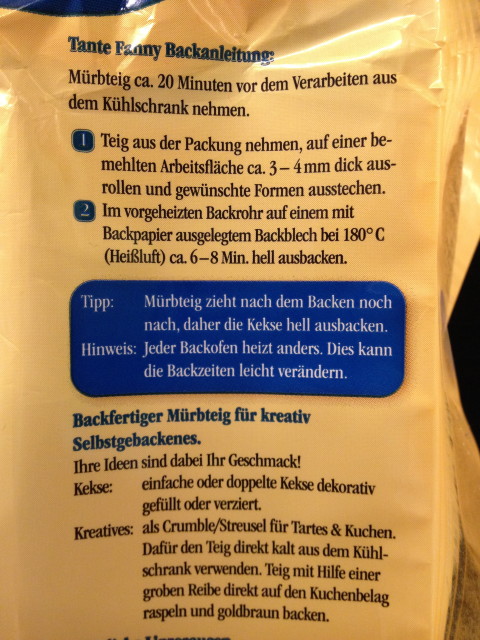 Tante Fanny Backanleitung:
Mürbteig ca. 20 Minuten vor dem Verarbeiten aus
dem Kühlschrank nehmen.
1 Teig aus der Packung nehmen, auf einer be-
mehlten Arbeitsfläche ca. 3 – 4 mm dick aus-
rollen und gewünschte Formen ausstechen.
2 Im vorgeheizten Backrohr auf einem mit
Backpapier ausgelegtem Backblech bei 180° C
(Heißluft) ca. 6 – 8 Min. hell ausbacken.
Tipp: Mürbteig zieht nach dem Backen noch
nach, daher die Kekse hell ausbacken.
Hinweis: Jeder Backofen heizt anders. Dies kann
die Backzeiten leicht verändern.
Backfertiger Mürbteig für kreativ
Selbstgebackenes.
Ihre Ideen sind dabei Ihr Geschmack!
Kekse: einfache oder doppelte Kekse dekorativ
gefüllt oder verziert.
Kreatives: als Crumble/Streusel für Tartes & Kuchen.
Dafür den Teig direkt kalt aus dem Kühl-
schrank verwenden. Teig mit Hilfe einer
groben Reibe direkt auf den Kuchenbelag
raspeln und goldbraun backen.